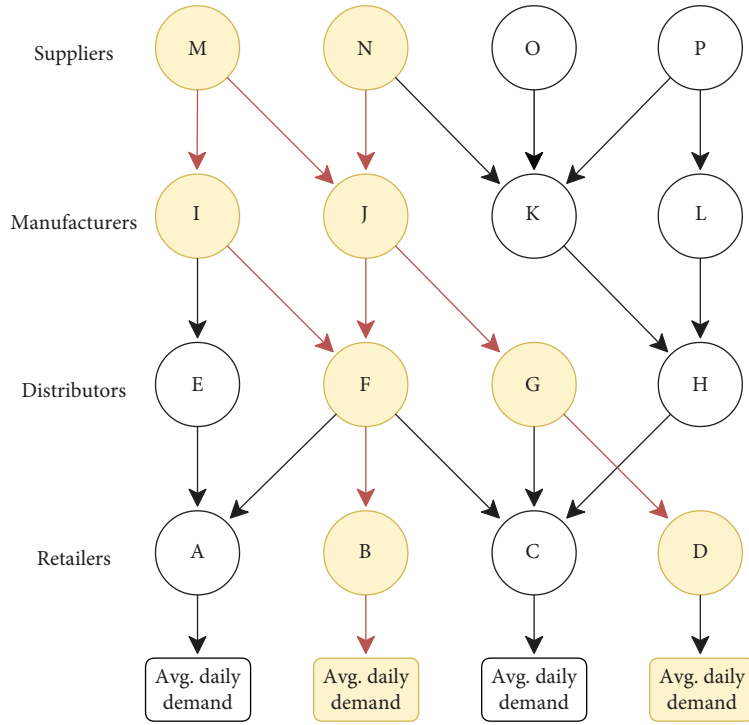 Suppliers
M
N
O
P
Manufacturers
I
J
K
L
Distributors
E
F
G
H
Retailers
A
B
C
D
Avg. daily
demand
Avg. daily
demand
Avg. daily
demand
Avg. daily
demand